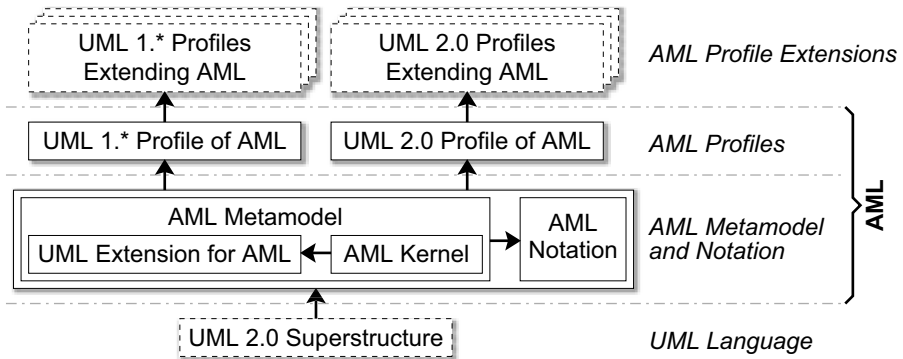 UML 1.* Profiles
Extending AML
UML 2.0 Profiles
Extending AML
AML Profile Extensions
UML 1.* Profile of AML
UML 2.0 Profile of AML
AML Profiles
AML Metamodel
UML Extension for AML
AML Kernel
AML
Notation
AML Metamodel
and Notation
AML
UML 2.0 Superstructure
UML Language